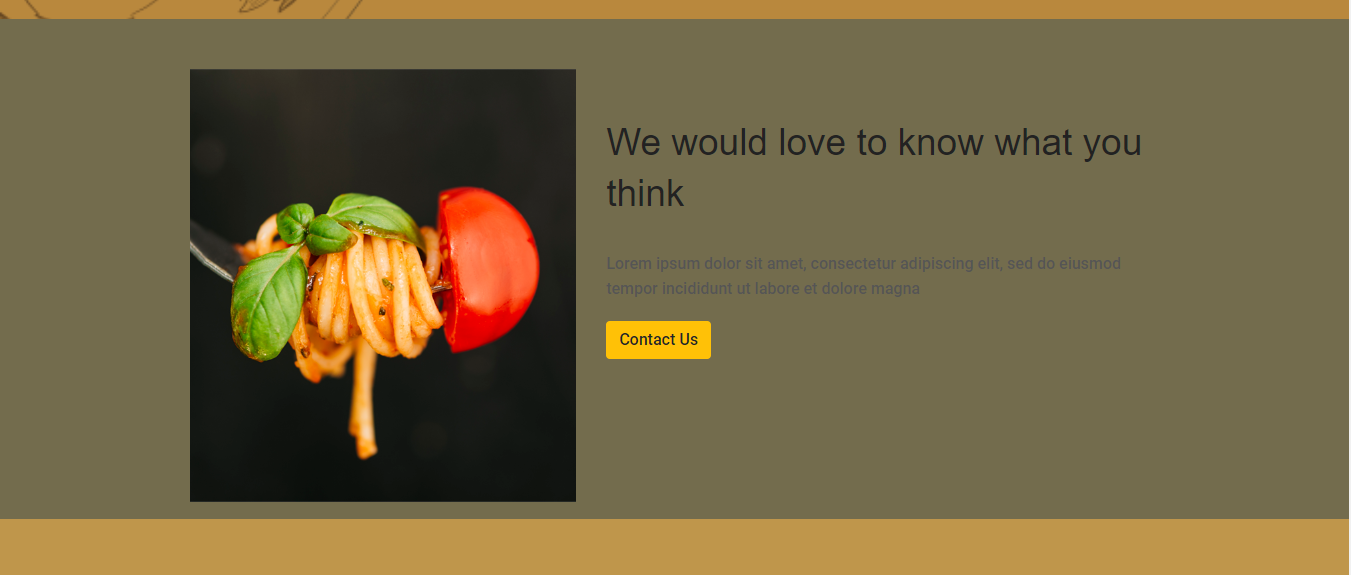 We would love to know what you
think
Lorem ipsum dolor sit amet, consectetur adipiscing elit, sed do eiusmod
tempor incididunt ut labore et dolore magna
Contact Us